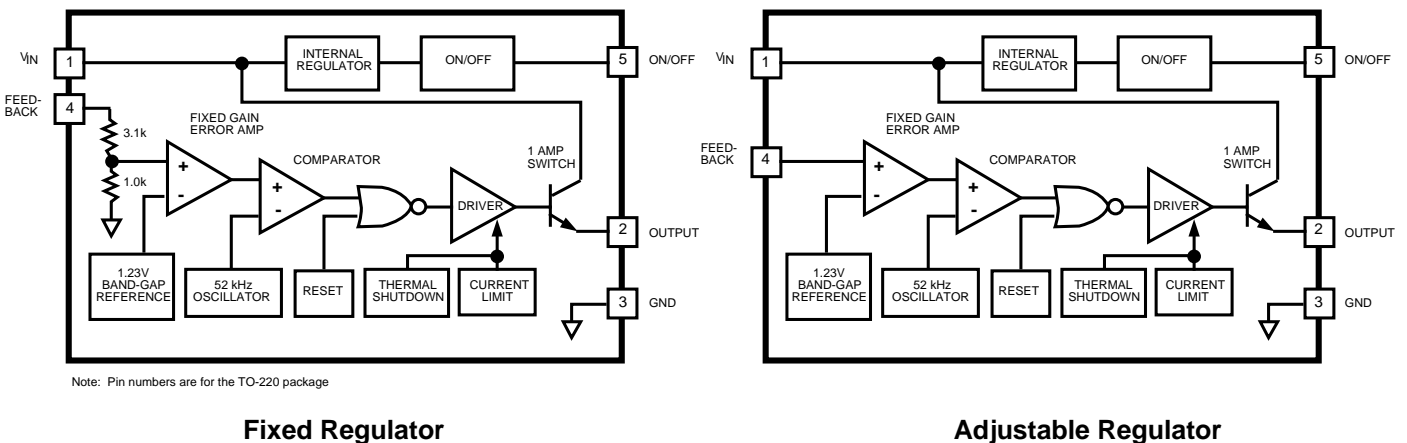 VIN
1
INTERNAL
REGULATOR
ON/OFF
5
ON/OFF
FEED-
BACK
4
3.1k
1.0k
FIXED GAIN
ERROR AMP
+
-
COMPARATOR
+
-
1 AMP
SWITCH
DRIVER
2
OUTPUT
1.23V
BAND-GAP
REFERENCE
52 kHz
OSCILLATOR
RESET
THERMAL
SHUTDOWN
CURRENT
LIMIT
3
GND
Note: Pin numbers are for the TO-220 package
Fixed Regulator
VIN
1
INTERNAL
REGULATOR
ON/OFF
5
ON/OFF
FEED-
BACK
4
FIXED GAIN
ERROR AMP
+
-
COMPARATOR
+
-
1 AMP
SWITCH
DRIVER
2
OUTPUT
1.23V
BAND-GAP
REFERENCE
52 kHz
OSCILLATOR
RESET
THERMAL
SHUTDOWN
CURRENT
LIMIT
3
GND
Adjustable Regulator